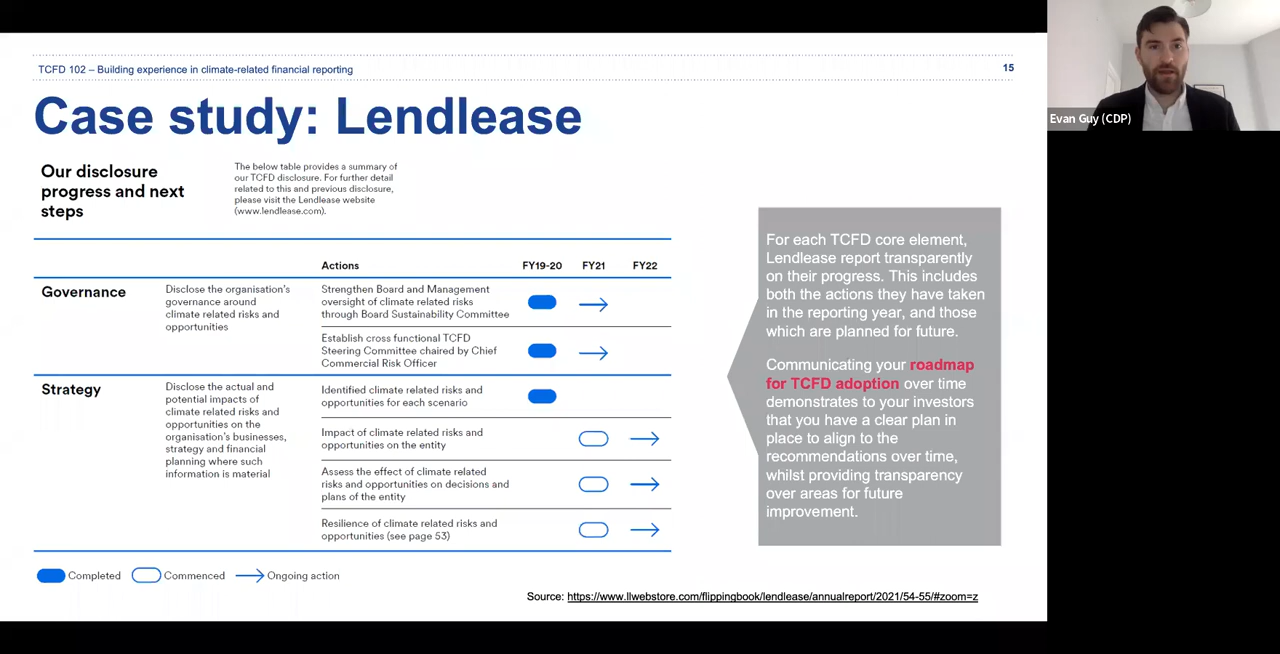 TCFD 102 – Building experience in climate-related financial reporting
15
Case study: Lendlease
Our disclosure
progress and next
steps
The below table provides a summary of
our TCFD disclosure. For further detail
related to this and previous disclosure,
please visit the Lendlease website
(www.lendlease.com).
Actions
FY19-20
FY21
FY22
Governance
Disclose the organisation's
governance around
climate related risks and
opportunities
Strengthen Board and Management
oversight of climate related risks
through Board Sustainability Committee
Establish cross functional TCFD
Steering Committee chaired by Chief
Commercial Risk Officer
Strategy
Disclose the actual and
potential impacts of
climate related risks and
opportunities on the
organisation's businesses,
strategy and financial
planning where such
information is material
Identified climate related risks and
opportunities for each scenario
Impact of climate related risks and
opportunities on the entity
Assess the effect of climate related
risks and opportunities on decisions and
plans of the entity
Resilience of climate related risks and
opportunities (see page 53)
Completed
Commenced
Ongoing action
For each TCFD core element,
Lendlease report transparently
on their progress. This includes
both the actions they have taken
in the reporting year, and those
which are planned for future.
Communicating your roadmap
for TCFD adoption over time
demonstrates to your investors
that you have a clear plan in
place to align to the
recommendations over time,
whilst providing transparency
over areas for future
improvement.
Source: https://www.llwebstore.com/flippingbook/lendlease/annualreport/2021/54-55/#zoom=z
Evan Guy (CDP)